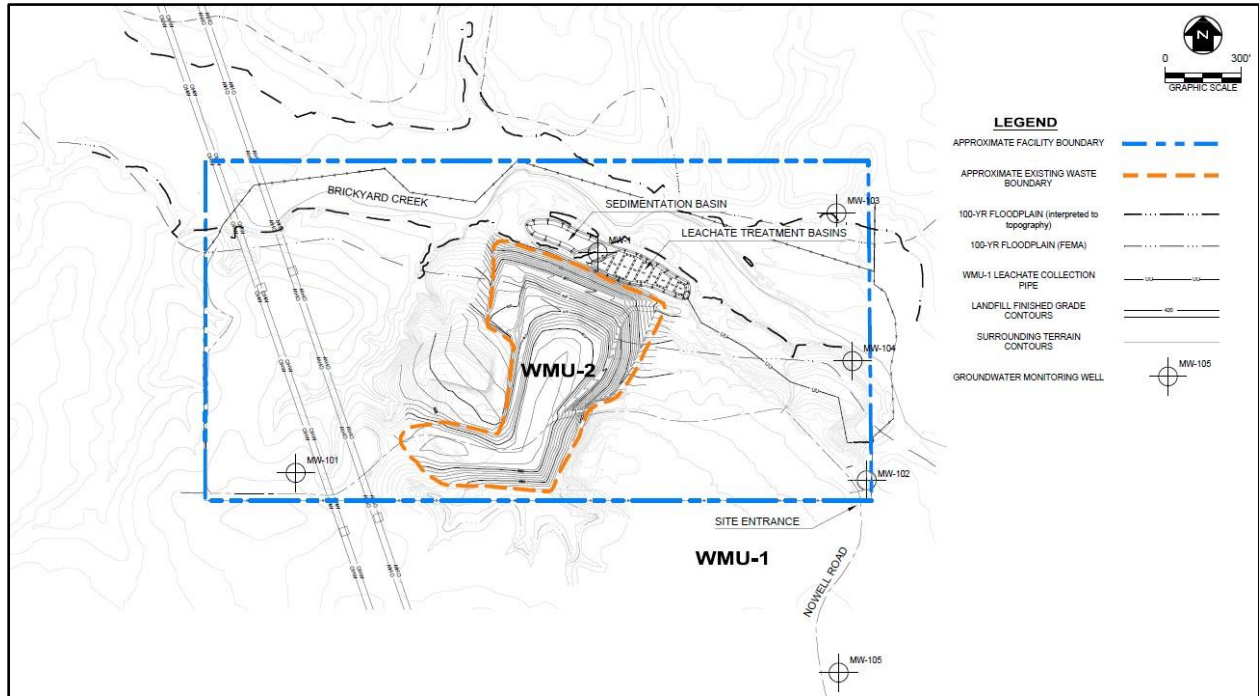 N
0 300'
GRAPHIC SCALE
LEGEND
APPROXIMATE FACILITY BOUNDARY
APPROXIMATE EXISTING WASTE
BOUNDARY
100-YR FLOODPLAIN (interpreted to
topography)
100-YR FLOODPLAIN (FEMA)
WMU-1 LEACHATE COLLECTION
PIPE
LANDFILL FINISHED GRADE
CONTOURS
420
SURROUNDING TERRAIN
CONTOURS
GROUNDWATER MONITORING WELL
MW-105
BRICKYARD CREEK
SEDIMENTATION BASIN
MW-103
LEACHATE TREATMENT BASINS
MW-1
MW-104
WMU-2
MW-101
MW-102
SITE ENTRANCE
WMU-1
NOWELL ROAD
MW-105